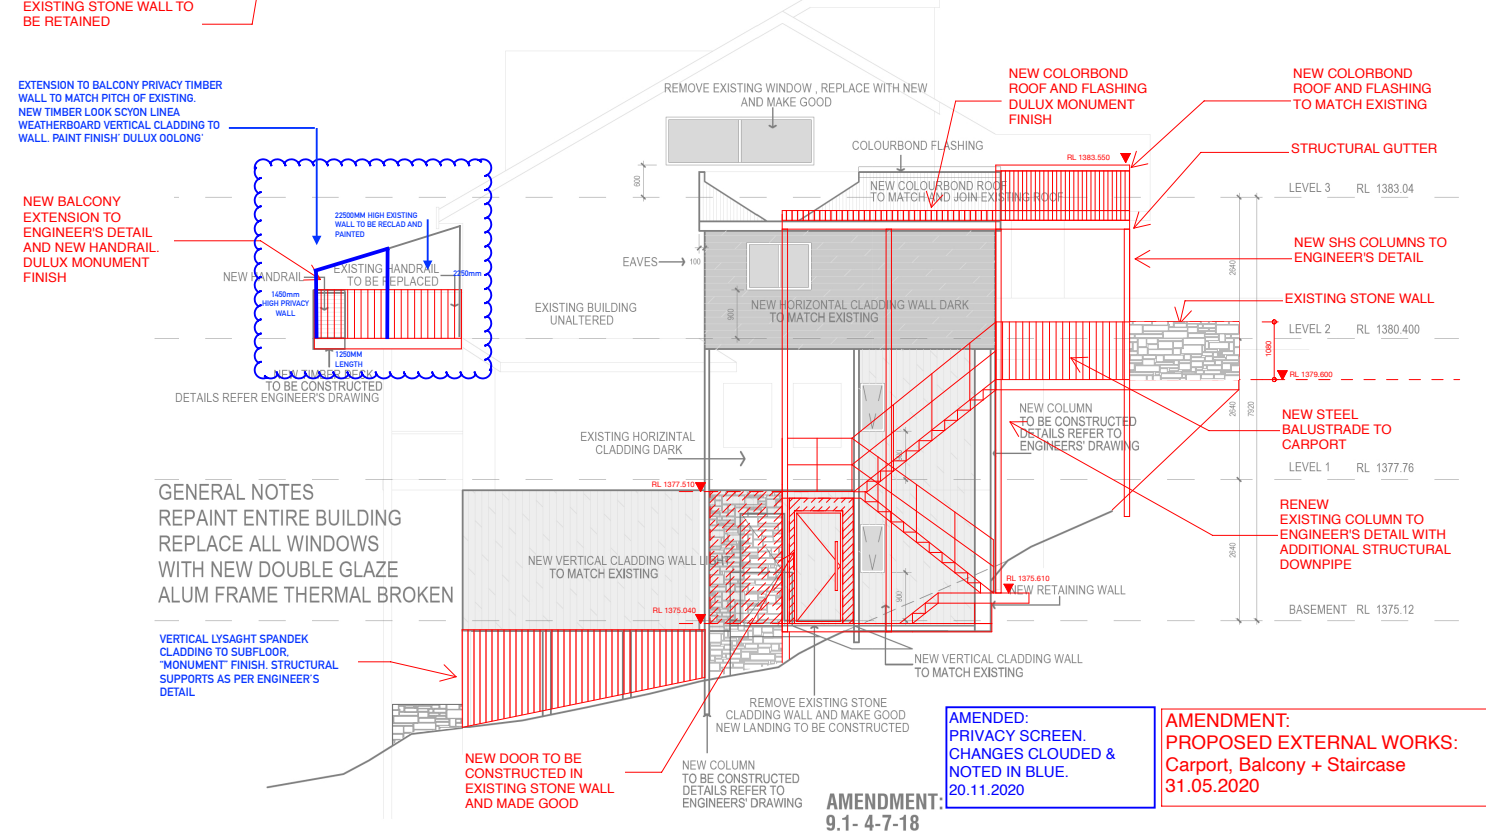 EXISTING STONE WALL TO
BE RETAINED
EXTENSION TO BALCONY PRIVACY TIMBER
WALL TO MATCH PITCH OF EXISTING.
NEW TIMBER LOOK SCYON LINEA
WEATHERBOARD VERTICAL CLADDING TO
WALL. PAINT FINISH' DULUX OOLONG'
NEW BALCONY
EXTENSION TO
ENGINEER'S DETAIL
AND NEW HANDRAIL.
DULUX MONUMENT
FINISH
22500MM HIGH EXISTING
WALL TO BE RECLAD AND
PAINTED
NEW HANDRAIL
EXISTING HANDRAIL
TO BE REPLACED
2250mm
1450mm
HIGH PRIVACY
WALL
1250MM
LENGTH
NEW TIMBER DECK
TO BE CONSTRUCTED
DETAILS REFER ENGINEER'S DRAWING
REMOVE EXISTING WINDOW , REPLACE WITH NEW
AND MAKE GOOD
600
COLOURBOND FLASHING
NEW COLOURBOND ROOF
TO MATCH AND JOIN EXISTING ROOF
NEW COLORBOND
ROOF AND FLASHING
DULUX MONUMENT
FINISH
NEW COLORBOND
ROOF AND FLASHING
TO MATCH EXISTING
RL 1383.550
STRUCTURAL GUTTER
LEVEL 3 RL 1383.04
NEW SHS COLUMNS TO
ENGINEER'S DETAIL
2640
EAVES
100
EXISTING BUILDING
UNALTERED
NEW HORIZONTAL CLADDING WALL DARK
TO MATCH EXISTING
900
EXISTING STONE WALL
LEVEL 2 RL 1380.400
1080
RL 1379.600
2640
7920
NEW STEEL
BALUSTRADE TO
CARPORT
NEW COLUMN
TO BE CONSTRUCTED
DETAILS REFER TO
ENGINEERS' DRAWING
EXISTING HORIZINTAL
CLADDING DARK
LEVEL 1 RL 1377.76
RL 1377.510
GENERAL NOTES
REPAINT ENTIRE BUILDING
REPLACE ALL WINDOWS
WITH NEW DOUBLE GLAZE
ALUM FRAME THERMAL BROKEN
RENEW
EXISTING COLUMN TO
ENGINEER'S DETAIL WITH
ADDITIONAL STRUCTURAL
DOWNPIPE
2640
NEW VERTICAL CLADDING WALL LIGHT
TO MATCH EXISTING
900
RL 1375.610
NEW RETAINING WALL
RL 1375.040
BASEMENT RL 1375.12
VERTICAL LYSAGHT SPANDEK
CLADDING TO SUBFLOOR,
"MONUMENT" FINISH. STRUCTURAL
SUPPORTS AS PER ENGINEER'S
DETAIL
NEW VERTICAL CLADDING WALL
TO MATCH EXISTING
REMOVE EXISTING STONE
CLADDING WALL AND MAKE GOOD
NEW LANDING TO BE CONSTRUCTED
NEW DOOR TO BE
CONSTRUCTED IN
EXISTING STONE WALL
AND MADE GOOD
NEW COLUMN
TO BE CONSTRUCTED
DETAILS REFER TO
ENGINEERS' DRAWING
AMENDED:
PRIVACY SCREEN.
CHANGES CLOUDED &
NOTED IN BLUE.
20.11.2020
AMENDMENT:
PROPOSED EXTERNAL WORKS:
Carport, Balcony + Staircase
31.05.2020
AMENDMENT:
9.1- 4-7-18